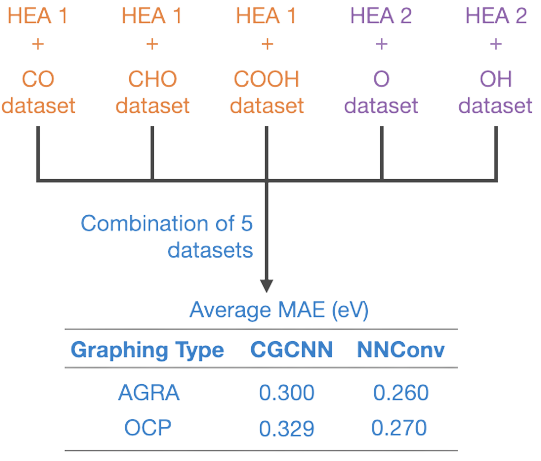 HEA 1 HEA 1 HEA 1 HEA 2 HEA 2
+ + + + +
CO CHO COOH O OH
dataset dataset dataset dataset dataset
Combination of 5
datasets
Average MAE (eV)
Graphing Type CGCNN NNConv
AGRA 0.300 0.260
OCP 0.329 0.270